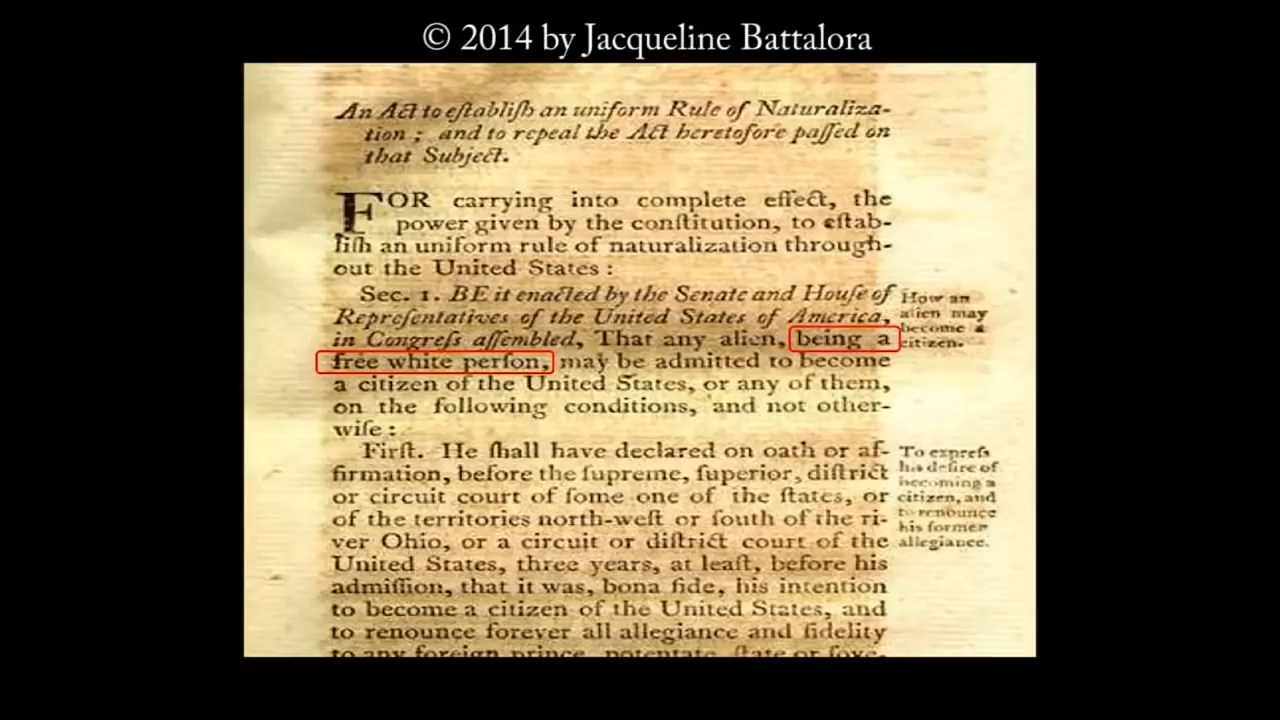 © 2014 by Jacqueline Battalora
An Act to eſtabliſh an uniform Rule of Naturaliza-
tion ; and to repeal the Act heretofore paſſed on
that Subject.
FOR carrying into complete effect, the
power given by the conſtitution, to eſtab-
liſh an uniform rule of naturalization through-
out the United States :
Sec. 1. BE it enacted by the Senate and Houſe of
Repreſentatives of the United States of America,
in Congreſs aſſembled, That any alien, being a
free white perſon, may be admitted to become
a citizen of the United States, or any of them,
on the following conditions, and not other-
wiſe :
How an
alien may
become a
citizen.
Firſt. He ſhall have declared on oath or af-
firmation, before the ſupreme, ſuperior, diſtrict
or circuit court of ſome one of the ſtates, or
of the territories north-weſt or ſouth of the ri-
ver Ohio, or a circuit or diſtrict court of the
United States, three years, at leaſt, before his
admiſſion, that it was, bona fide, his intention
to become a citizen of the United States, and
to renounce forever all allegiance and fidelity
to any foreign prince, potentate, ſtate or ſove-
To expreſs
his deſire of
becoming a
citizen, and
to renounce
his former
allegiance.